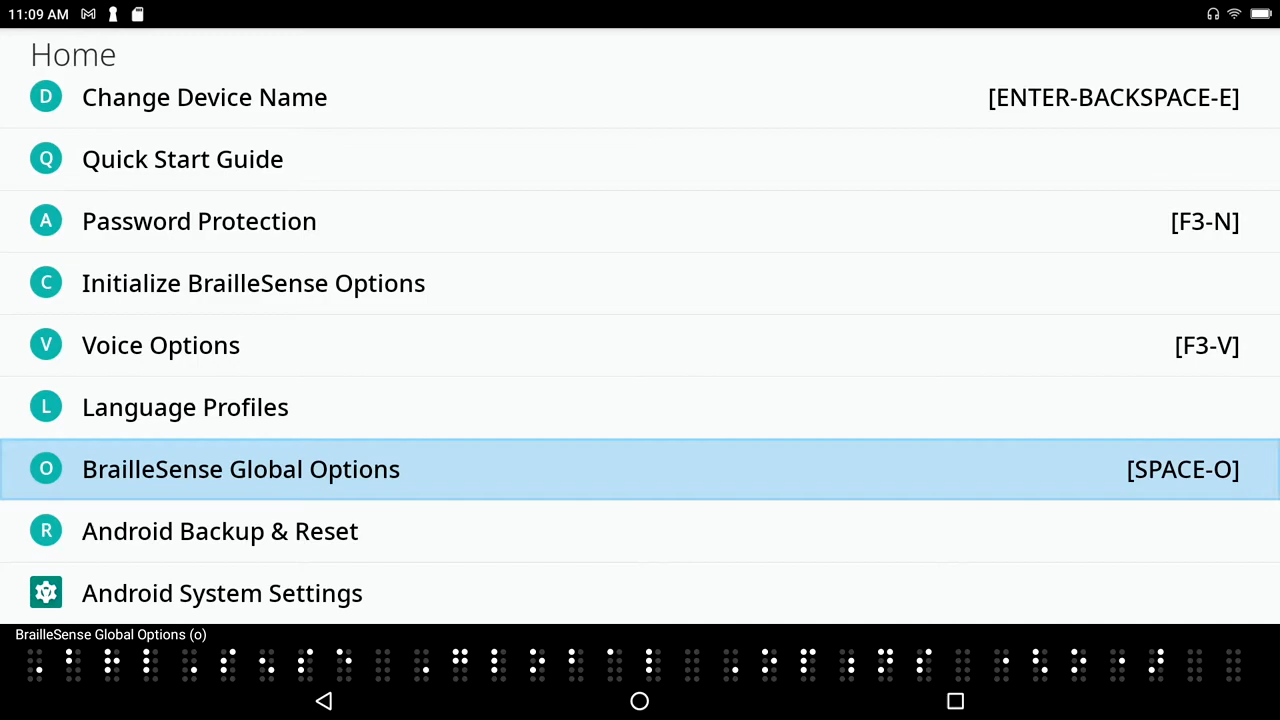 11:09 AM
Home
D Change Device Name [ENTER-BACKSPACE-E]
Q Quick Start Guide
A Password Protection [F3-N]
C Initialize BrailleSense Options
V Voice Options [F3-V]
L Language Profiles
O BrailleSense Global Options [SPACE-O]
R Android Backup & Reset
Android System Settings
BrailleSense Global Options (o)